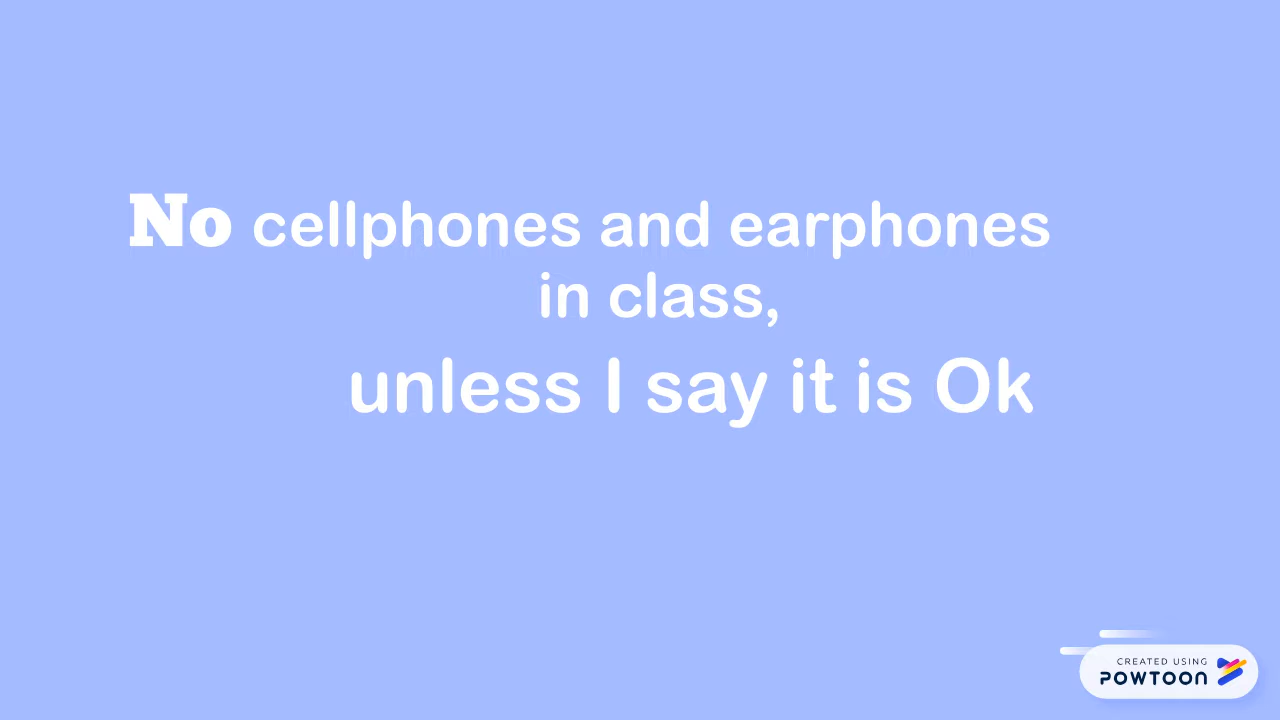 No cellphones and earphones
in class,
unless I say it is Ok
CREATED USING
POWTOON